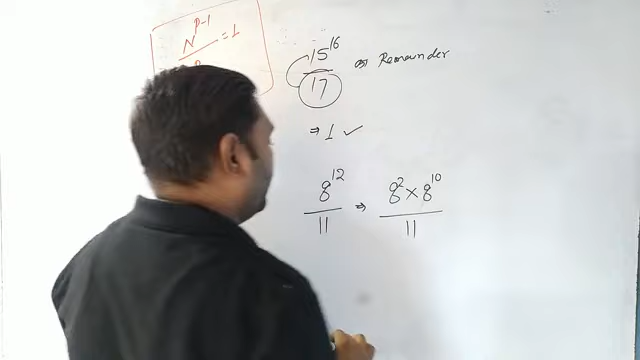 N^(P-1) / P = 1
15^16 / 17 ⇒ Remainder
⇒ 1 ✓
8^12 / 11 ⇒ 8^2 × 8^10 / 11